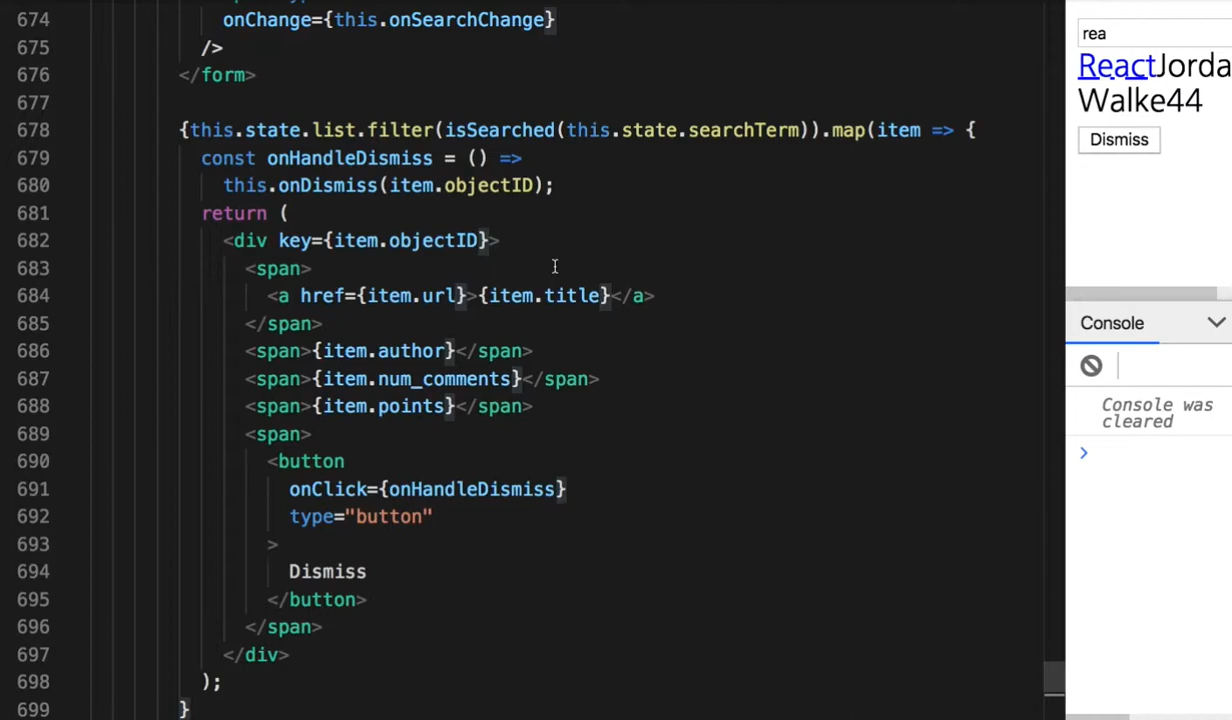 674 onChange={this.onSearchChange}
675 />
676 </form>
677
678 {this.state.list.filter(isSearched(this.state.searchTerm)).map(item => {
679 const onHandleDismiss = () =>
680 this.onDismiss(item.objectID);
681 return (
682 <div key={item.objectID}>
683 <span>
684 <a href={item.url}>{item.title}</a>
685 </span>
686 <span>{item.author}</span>
687 <span>{item.num_comments}</span>
688 <span>{item.points}</span>
689 <span>
690 <button
691 onClick={onHandleDismiss}
692 type="button"
693 >
694 Dismiss
695 </button>
696 </span>
697 </div>
698 );
699 }
rea
ReactJorda
Walke44
Dismiss
Console
Console was
cleared
>